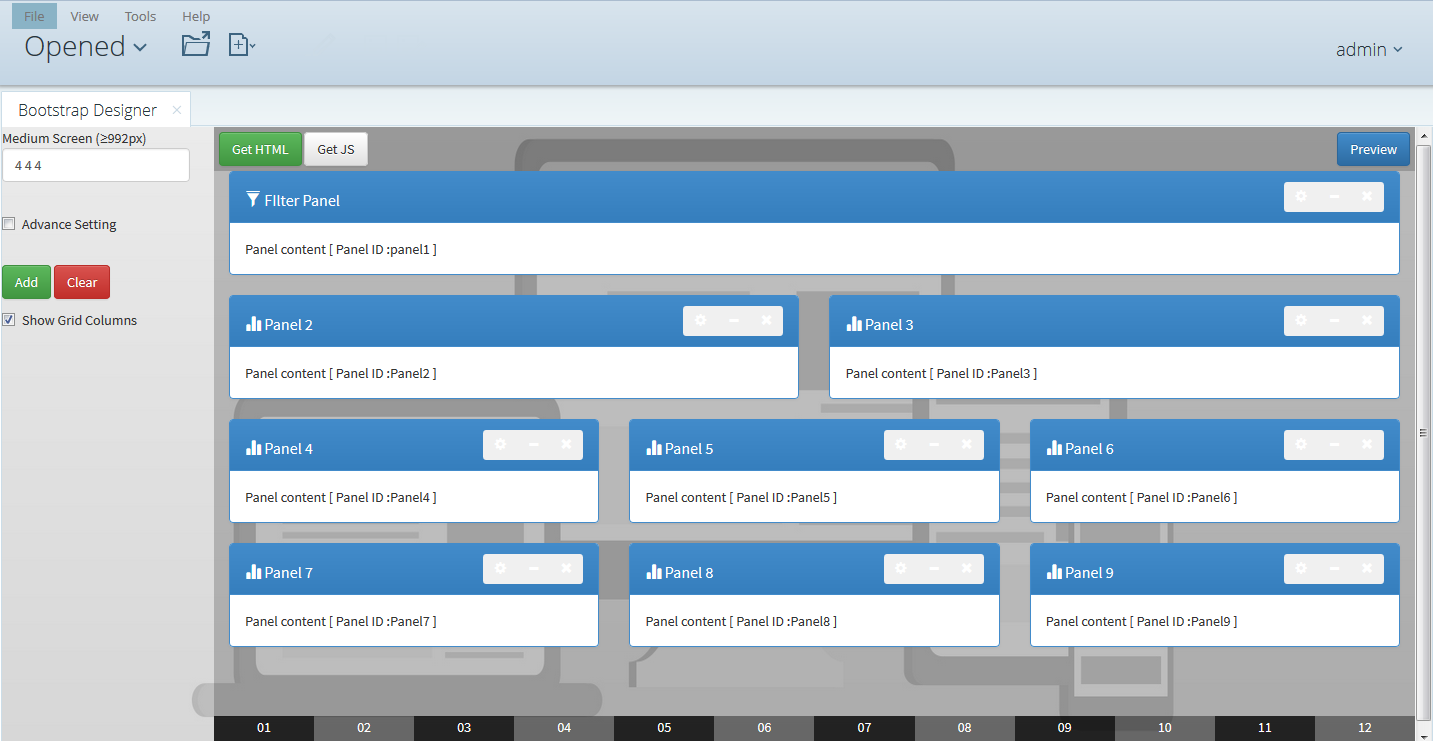 File View Tools Help
Opened
admin
Bootstrap Designer
Medium Screen (≥992px)
4 4 4
Advance Setting
Add Clear
Show Grid Columns
Get HTML Get JS Preview
FIlter Panel
Panel content [ Panel ID :panel1 ]
Panel 2 Panel 3
Panel content [ Panel ID :Panel2 ] Panel content [ Panel ID :Panel3 ]
Panel 4 Panel 5 Panel 6
Panel content [ Panel ID :Panel4 ] Panel content [ Panel ID :Panel5 ] Panel content [ Panel ID :Panel6 ]
Panel 7 Panel 8 Panel 9
Panel content [ Panel ID :Panel7 ] Panel content [ Panel ID :Panel8 ] Panel content [ Panel ID :Panel9 ]
01 02 03 04 05 06 07 08 09 10 11 12